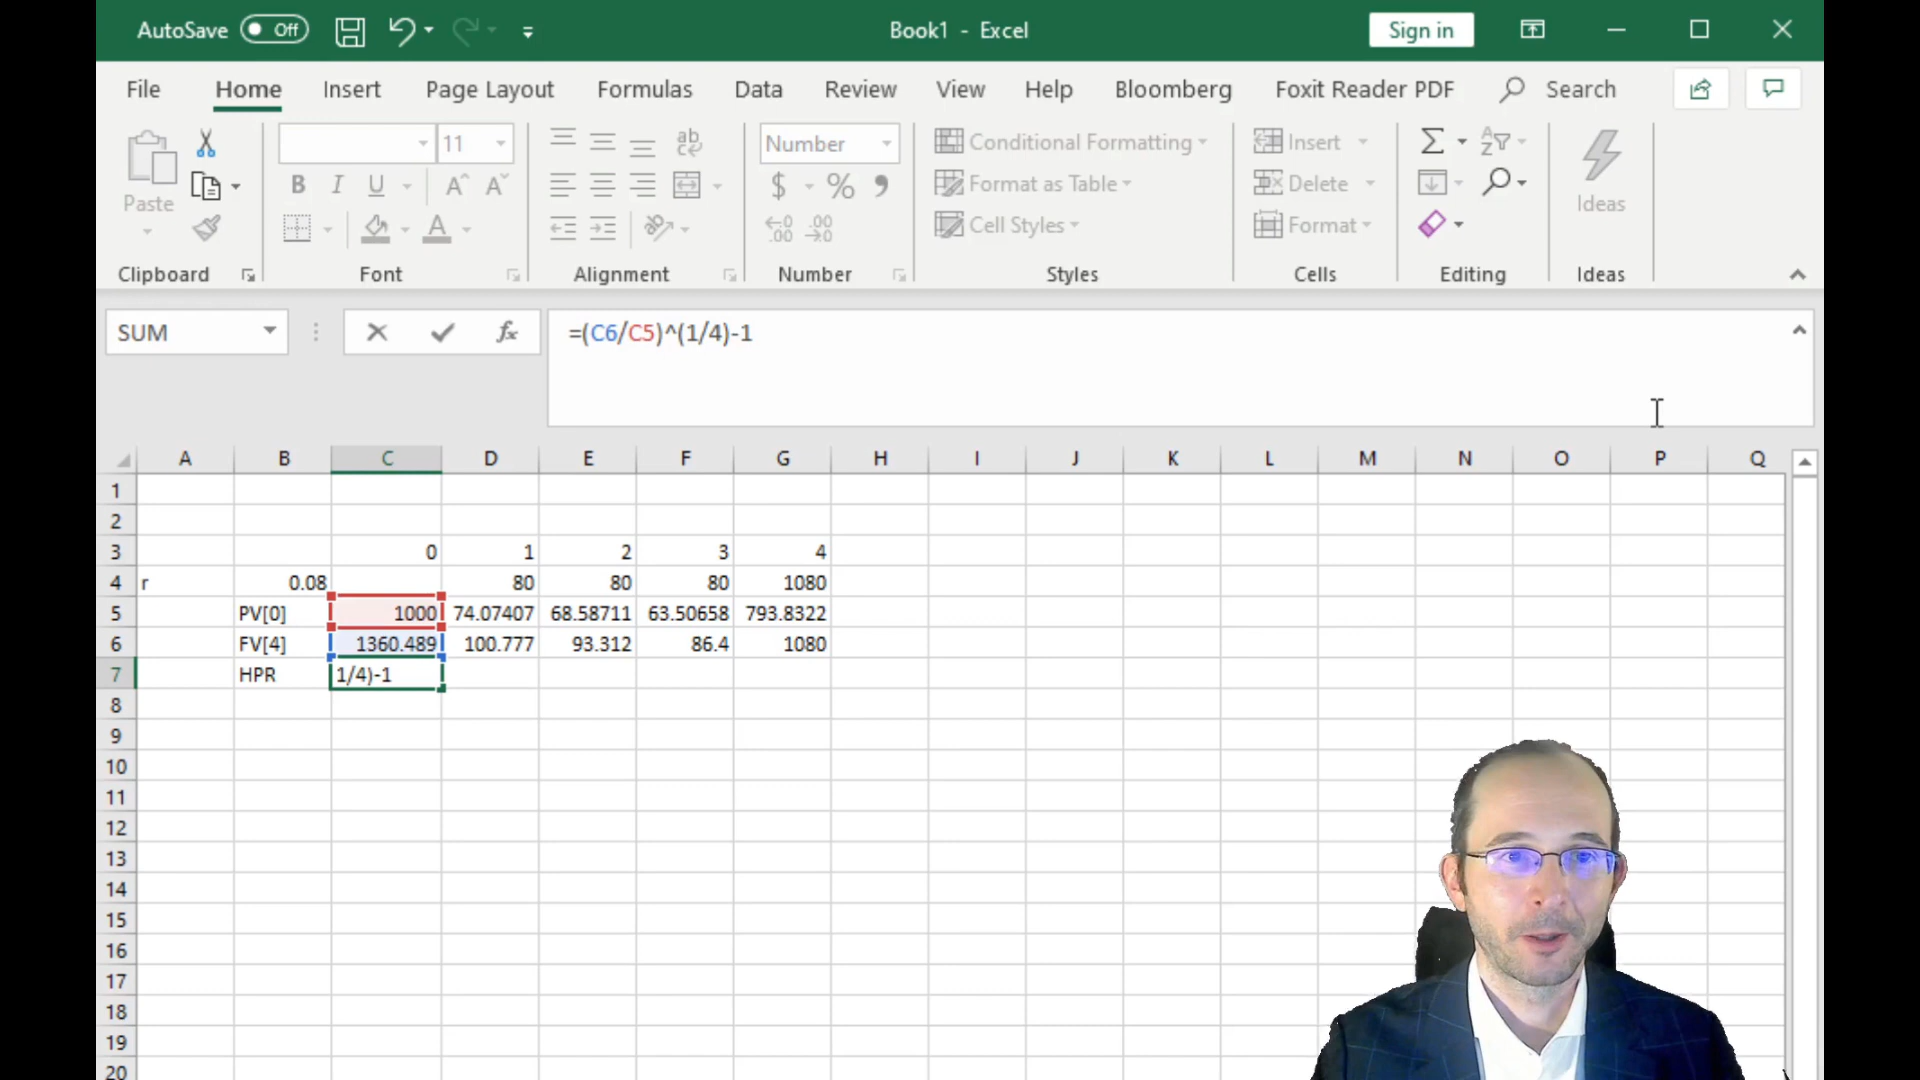 AutoSave Off Book1 - Excel Sign in
File Home Insert Page Layout Formulas Data Review View Help Bloomberg Foxit Reader PDF Search
Paste
11
B I U A A
ab
Number
$ % 9
Conditional Formatting
Format as Table
Cell Styles
Insert
Delete
Format
Ideas
Clipboard Font Alignment Number Styles Cells Editing Ideas
SUM fx =(C6/C5)^(1/4)-1
A B C D E F G H I J K L M N O P Q
1
2
3 0 1 2 3 4
4 r 0.08 80 80 80 1080
5 PV[0] 1000 74.07407 68.58711 63.50658 793.8322
6 FV[4] 1360.489 100.777 93.312 86.4 1080
7 HPR 1/4)-1
8
9
10
11
12
13
14
15
16
17
18
19
20